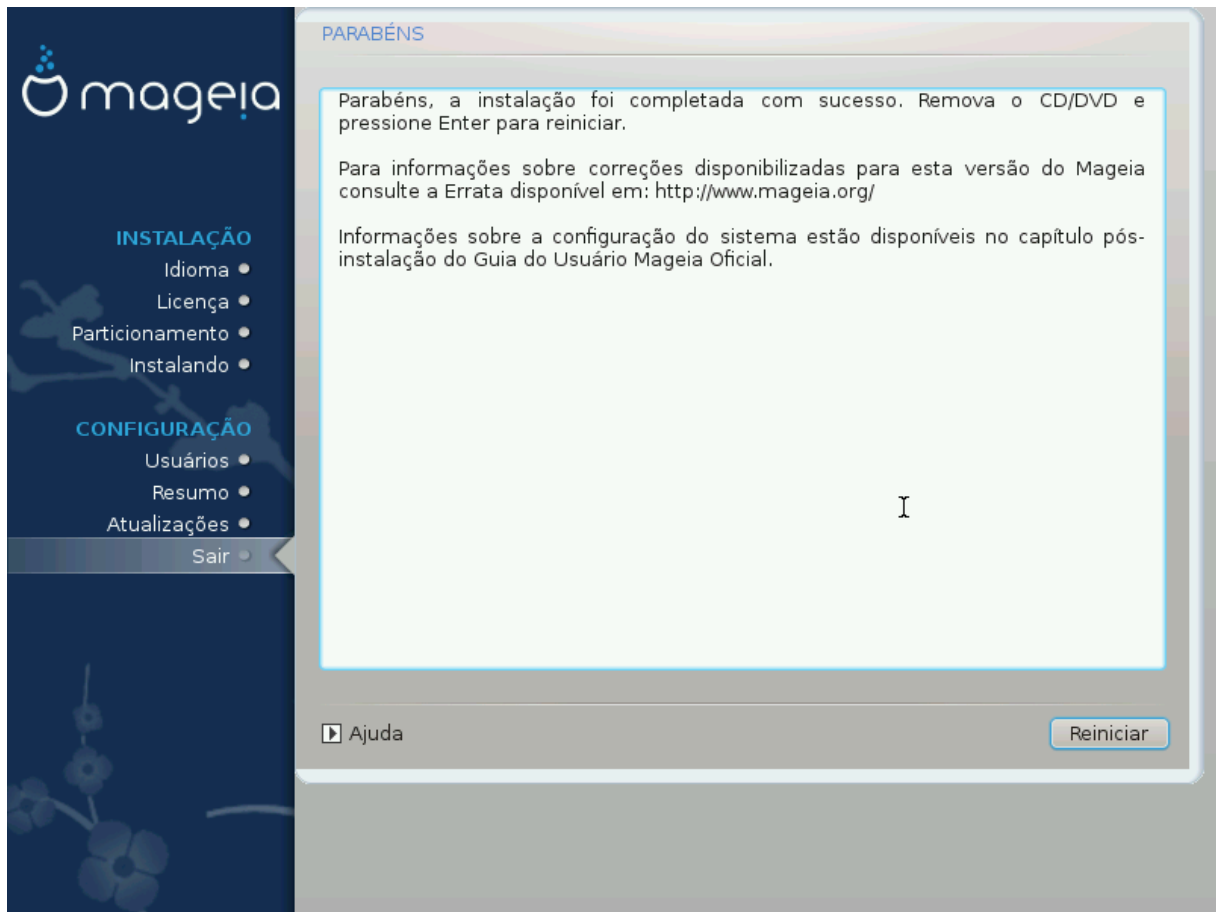 mageia
INSTALAÇÃO
Idioma
Licença
Particionamento
Instalando
CONFIGURAÇÃO
Usuários
Resumo
Atualizações
Sair
PARABÉNS
Parabéns, a instalação foi completada com sucesso. Remova o CD/DVD e
pressione Enter para reiniciar.
Para informações sobre correções disponibilizadas para esta versão do Mageia
consulte a Errata disponível em: http://www.mageia.org/
Informações sobre a configuração do sistema estão disponíveis no capítulo pós-
instalação do Guia do Usuário Mageia Oficial.
Ajuda
Reiniciar